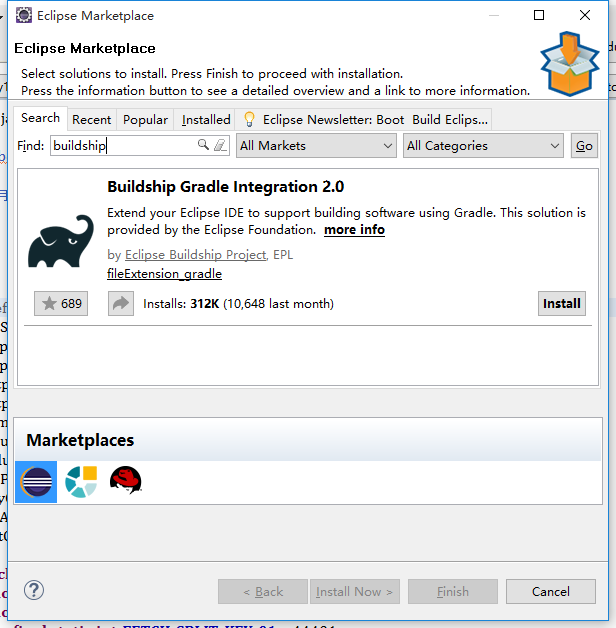 Eclipse Marketplace
Eclipse Marketplace
Select solutions to install. Press Finish to proceed with installation.
Press the information button to see a detailed overview and a link to more information.
Search Recent Popular Installed Eclipse Newsletter: Boot Build Eclips...
Find: buildship All Markets All Categories Go
Buildship Gradle Integration 2.0
Extend your Eclipse IDE to support building software using Gradle. This solution is
provided by the Eclipse Foundation. more info
by Eclipse Buildship Project, EPL
fileExtension_gradle
689 Installs: 312K (10,648 last month) Install
Marketplaces
< Back Install Now > Finish Cancel